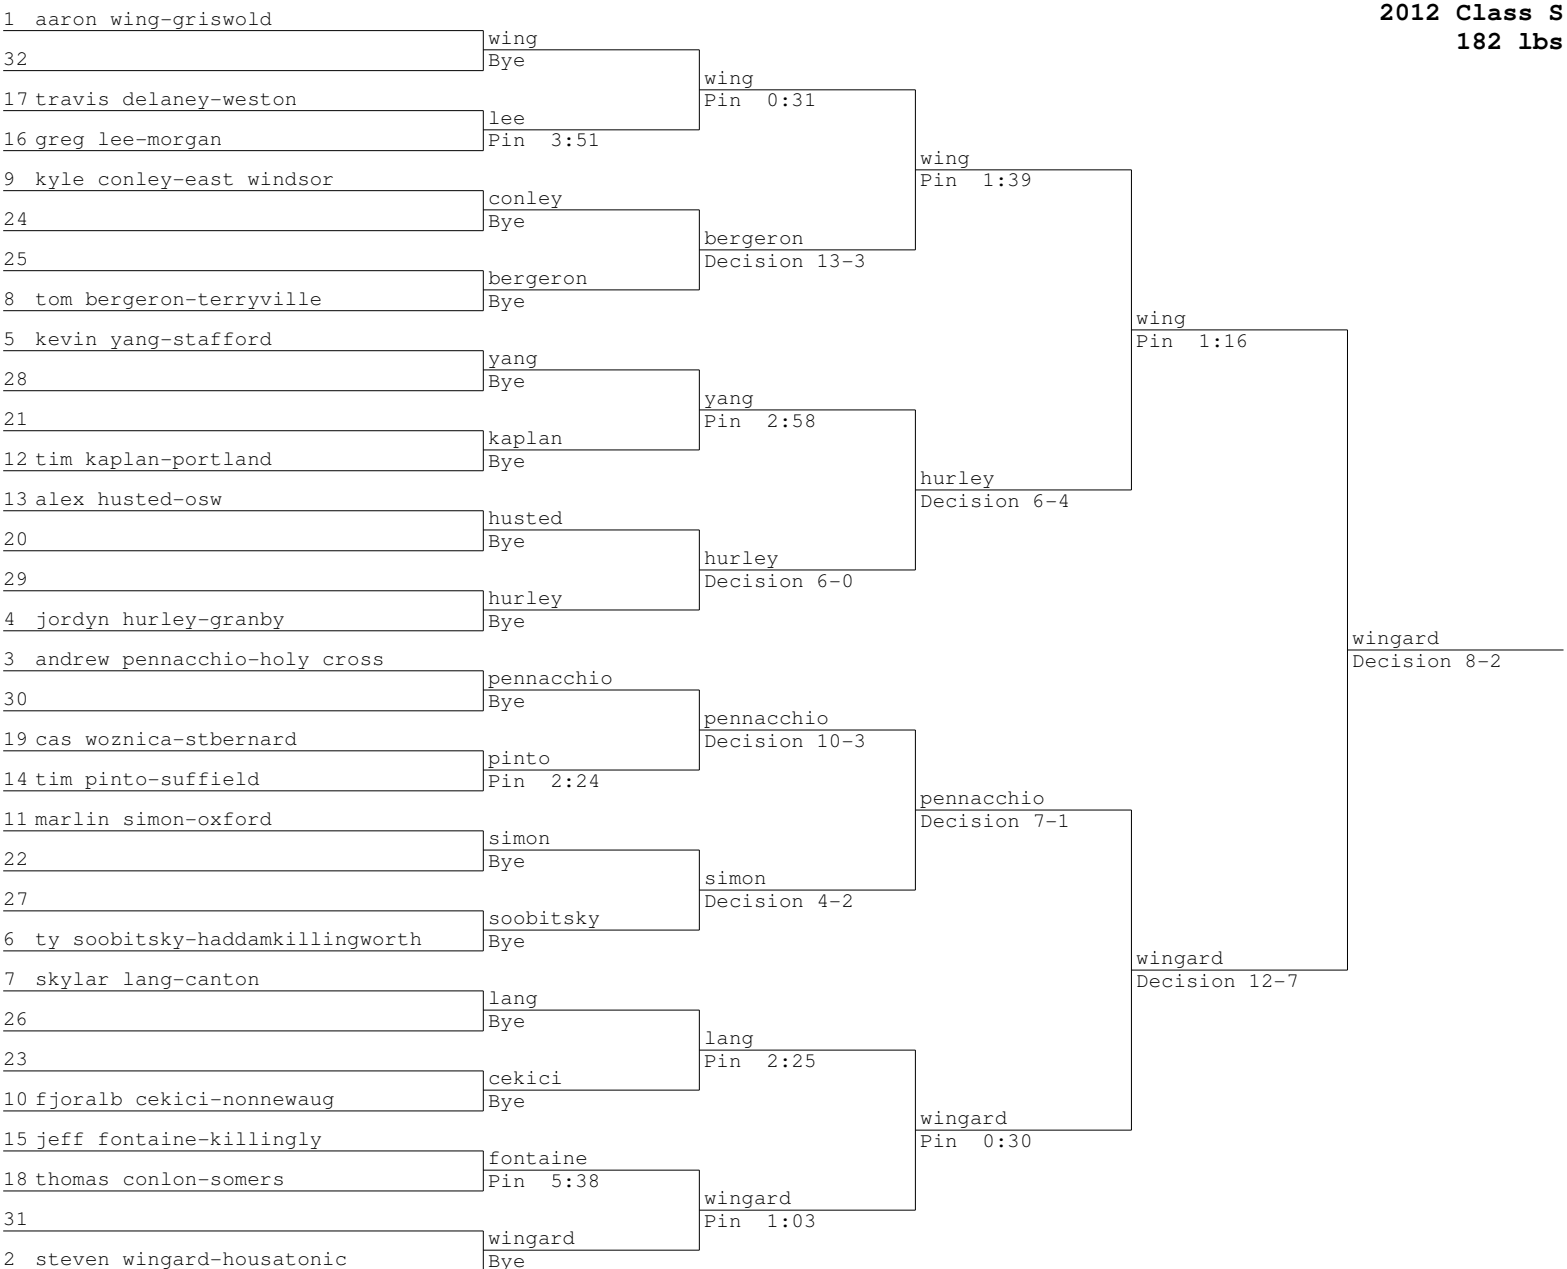 2012 Class S
182 lbs
1 aaron wing-griswold
32
17 travis delaney-weston
16 greg lee-morgan
9 kyle conley-east windsor
24
25
8 tom bergeron-terryville
5 kevin yang-stafford
28
21
12 tim kaplan-portland
13 alex husted-osw
20
29
4 jordyn hurley-granby
3 andrew pennacchio-holy cross
30
19 cas woznica-stbernard
14 tim pinto-suffield
11 marlin simon-oxford
22
27
6 ty soobitsky-haddamkillingworth
7 skylar lang-canton
26
23
10 fjoralb cekici-nonnewaug
15 jeff fontaine-killingly
18 thomas conlon-somers
31
2 steven wingard-housatonic
wing
Bye
lee
Pin 3:51
conley
Bye
bergeron
Bye
yang
Bye
kaplan
Bye
husted
Bye
hurley
Bye
pennacchio
Bye
pinto
Pin 2:24
simon
Bye
soobitsky
Bye
lang
Bye
cekici
Bye
fontaine
Pin 5:38
wingard
Bye
wing
Pin 0:31
bergeron
Decision 13-3
yang
Pin 2:58
hurley
Decision 6-0
pennacchio
Decision 10-3
simon
Decision 4-2
lang
Pin 2:25
wingard
Pin 1:03
wing
Pin 1:39
hurley
Decision 6-4
pennacchio
Decision 7-1
wingard
Pin 0:30
wing
Pin 1:16
wingard
Decision 12-7
wingard
Decision 8-2